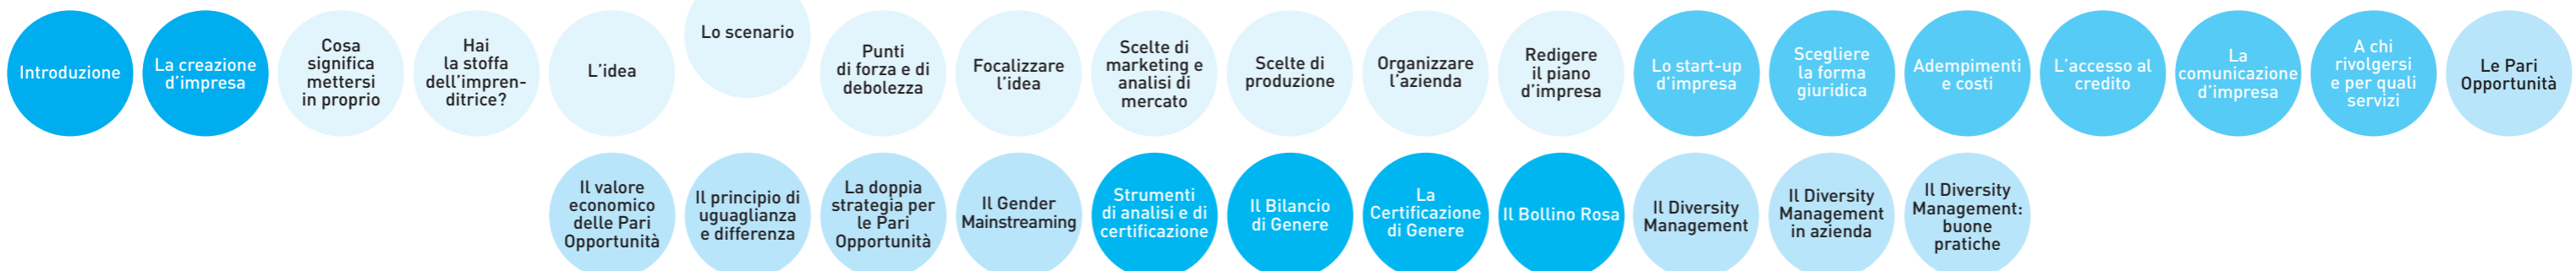 Introduzione
La creazione
d'impresa
Cosa
significa
mettersi
in proprio
Hai
la stoffa
dell'impren-
ditrice?
L'idea
Lo scenario
Punti
di forza e di
debolezza
Focalizzare
l'idea
Scelte di
marketing e
analisi di
mercato
Scelte di
produzione
Organizzare
l'azienda
Redigere
il piano
d'impresa
Lo start-up
d'impresa
Scegliere
la forma
giuridica
Adempimenti
e costi
L'accesso al
credito
La
comunicazione
d'impresa
A chi
rivolgersi
e per quali
servizi
Le Pari
Opportunità
Il valore
economico
delle Pari
Opportunità
Il principio di
uguaglianza
e differenza
La doppia
strategia per
le Pari
Opportunità
Il Gender
Mainstreaming
Strumenti
di analisi e di
certificazione
Il Bilancio
di Genere
La
Certificazione
di Genere
Il Bollino Rosa
Il Diversity
Management
Il Diversity
Management
in azienda
Il Diversity
Management:
buone
pratiche